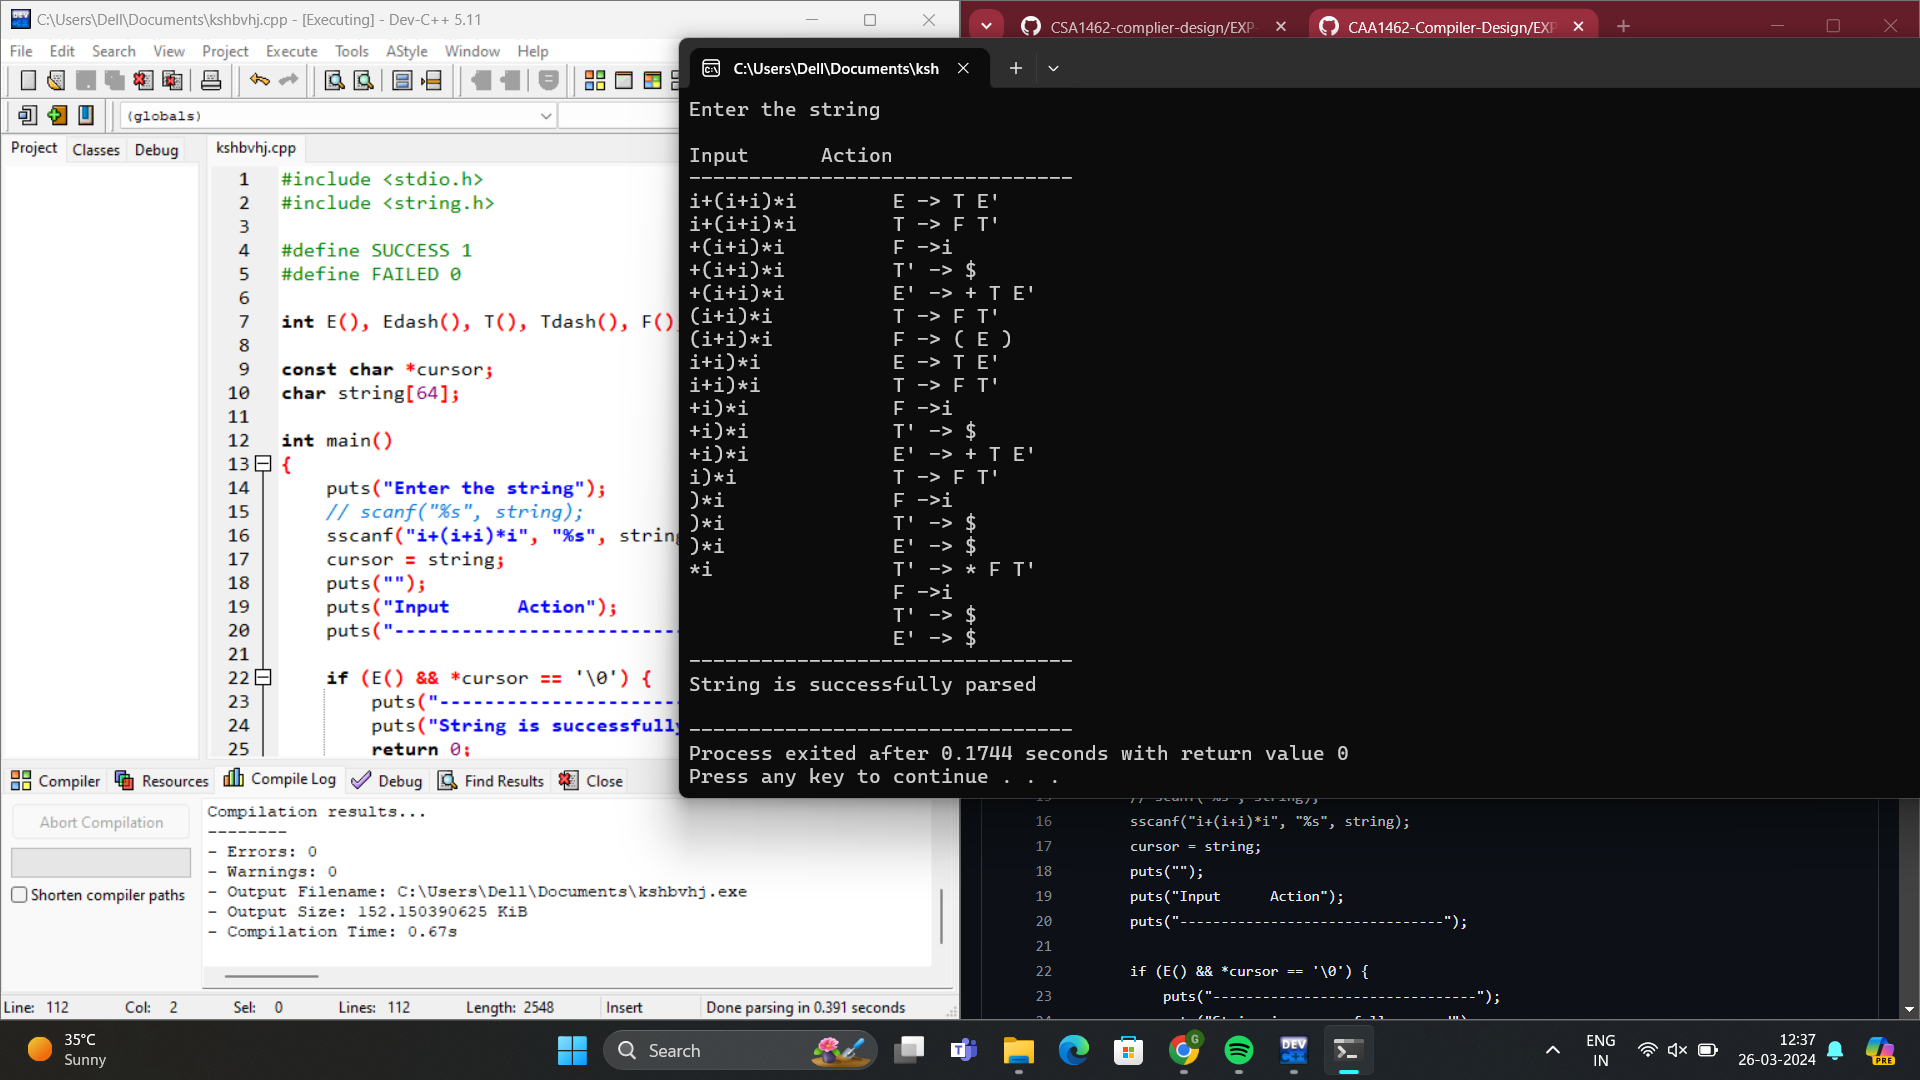 C:\Users\Dell\Documents\kshbvhj.cpp - [Executing] - Dev-C++ 5.11
File Edit Search View Project Execute Tools AStyle Window Help
(globals)
Project Classes Debug
kshbvhj.cpp
1 #include <stdio.h>
2 #include <string.h>
3
4 #define SUCCESS 1
5 #define FAILED 0
6
7 int E(), Edash(), T(), Tdash(), F()
8
9 const char *cursor;
10 char string[64];
11
12 int main()
13 {
14 puts("Enter the string");
15 // scanf("%s", string);
16 sscanf("i+(i+i)*i", "%s", string
17 cursor = string;
18 puts("");
19 puts("Input      Action");
20 puts("-------------------------
21
22 if (E() && *cursor == '\0') {
23 puts("---------------------
24 puts("String is successfully
25 return 0;
Compiler Resources Compile Log Debug Find Results Close
Abort Compilation
Shorten compiler paths
Compilation results...
--------
- Errors: 0
- Warnings: 0
- Output Filename: C:\Users\Dell\Documents\kshbvhj.exe
- Output Size: 152.150390625 KiB
- Compilation Time: 0.67s
Line: 112 Col: 2 Sel: 0 Lines: 112 Length: 2548 Insert Done parsing in 0.391 seconds
CSA1462-complier-design/EXP-
CAA1462-Compiler-Design/EXP
C:\Users\Dell\Documents\ksh
Enter the string
Input      Action
--------------------------------
i+(i+i)*i        E -> T E'
i+(i+i)*i        T -> F T'
+(i+i)*i         F ->i
+(i+i)*i         T' -> $
+(i+i)*i         E' -> + T E'
(i+i)*i          T -> F T'
(i+i)*i          F -> ( E )
i+i)*i           E -> T E'
i+i)*i           T -> F T'
+i)*i            F ->i
+i)*i            T' -> $
+i)*i            E' -> + T E'
i)*i             T -> F T'
)*i              F ->i
)*i              T' -> $
)*i              E' -> $
*i               T' -> * F T'
F ->i
T' -> $
E' -> $
--------------------------------
String is successfully parsed
--------------------------------
Process exited after 0.1744 seconds with return value 0
Press any key to continue . . .
15 // scanf("%s", string);
16 sscanf("i+(i+i)*i", "%s", string);
17 cursor = string;
18 puts("");
19 puts("Input      Action");
20 puts("--------------------------------");
21
22 if (E() && *cursor == '\0') {
23 puts("--------------------------------");
35°C
Sunny
Search
ENG
IN
12:37
26-03-2024